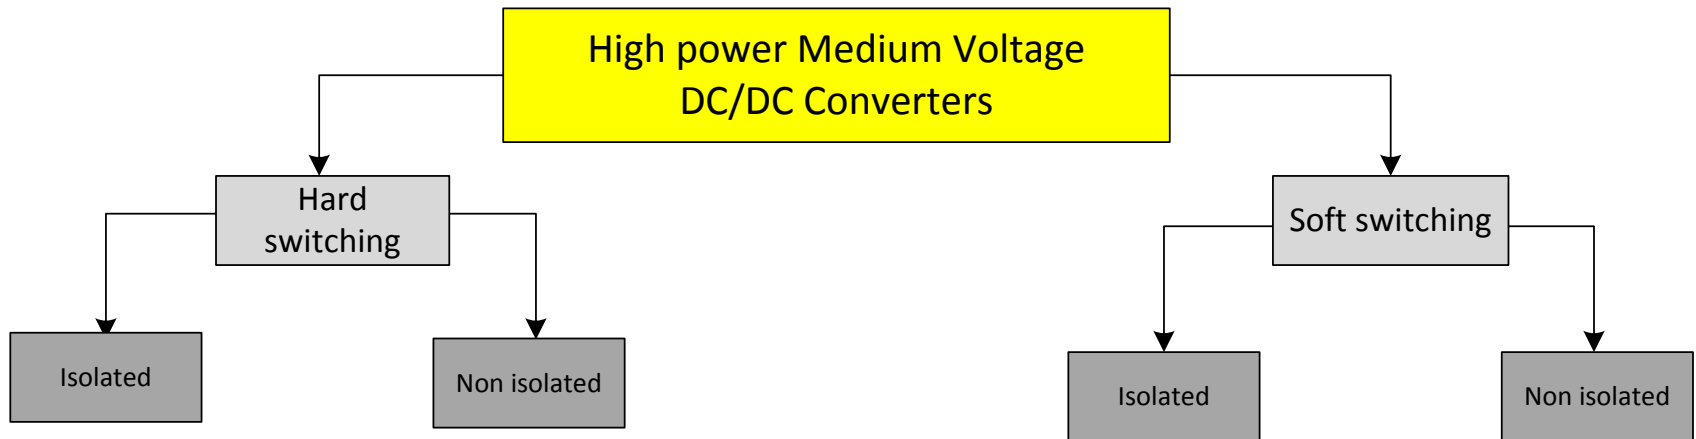 High power Medium Voltage
DC/DC Converters
Hard
switching
Soft switching
Isolated
Non isolated
Isolated
Non isolated